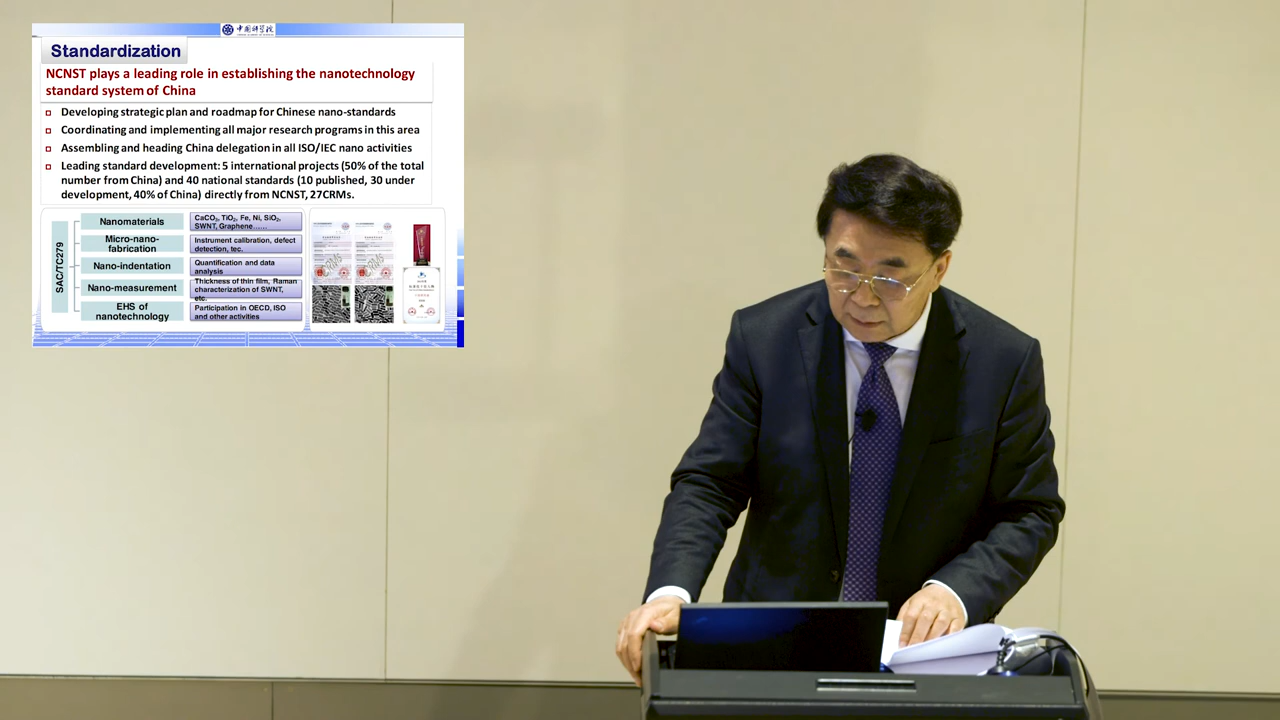 中国科学院
Standardization
NCNST plays a leading role in establishing the nanotechnology
standard system of China
Developing strategic plan and roadmap for Chinese nano-standards
Coordinating and implementing all major research programs in this area
Assembling and heading China delegation in all ISO/IEC nano activities
Leading standard development: 5 international projects (50% of the total
number from China) and 40 national standards (10 published, 30 under
development, 40% of China) directly from NCNST, 27CRMs.
SAC/TC279
Nanomaterials
CaCO₃, TiO₂, Fe, Ni, SiO₂,
SWNT, Graphene……
Micro-nano-
fabrication
Instrument calibration, defect
detection, tec.
Nano-indentation
Quantification and data
analysis
Nano-measurement
Thickness of thin film, Raman
characterization of SWNT,
etc.
EHS of
nanotechnology
Participation in OECD, ISO
and other activities